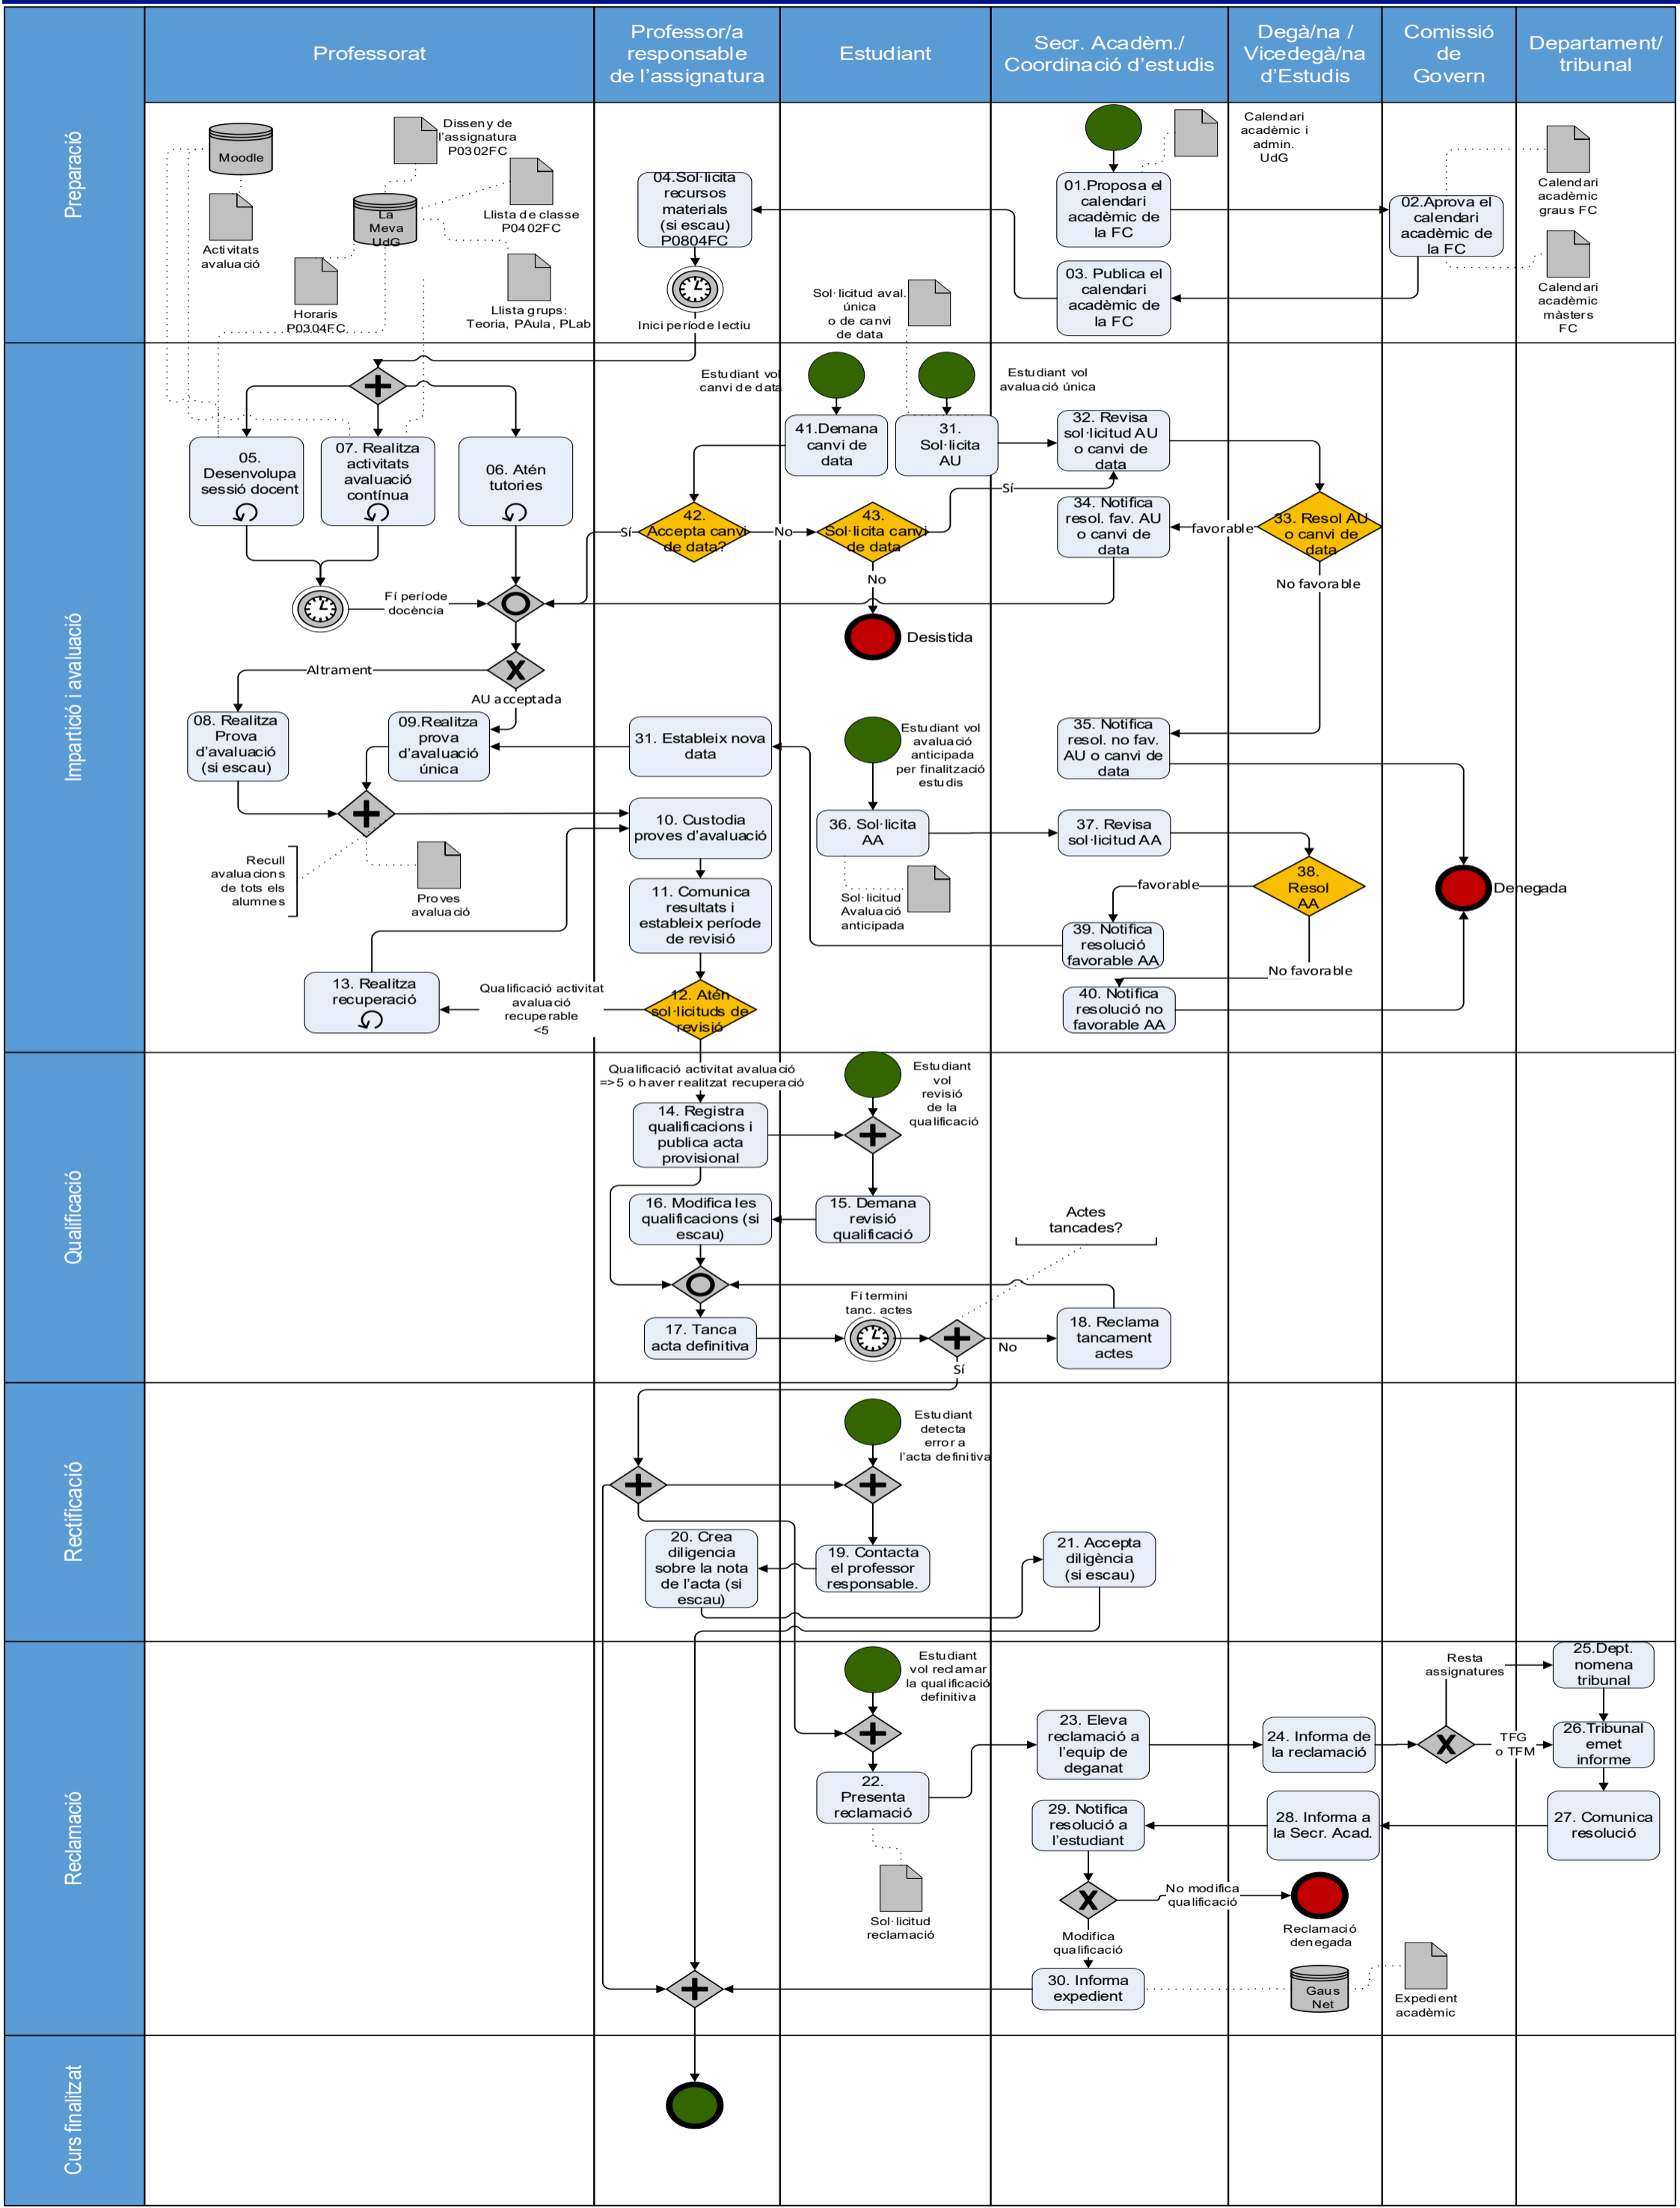 Professorat
Professor/a
responsable
de l’assignatura
Estudiant
Secr. Acadèm./
Coordinació d’estudis
Degà/na /
Vicedegà/na
d’Estudis
Comissió
de
Govern
Departament/
tribunal
Preparació
Moodle
Activitats
avaluació
Disseny de
l’assignatura
P0302FC
La
Meva
UdG
Llista de classe
P0402FC
Horaris
P0304FC
Llista grups:
Teoria, PAula, PLab
04.Sol·licita
recursos
materials
(si escau)
P0804FC
Inici període lectiu
Sol·licitud aval.
única
o de canvi
de data
01.Proposa el
calendari
acadèmic de
la FC
03. Publica el
calendari
acadèmic de
la FC
Calendari
acadèmic i
admin.
UdG
02.Aprova el
calendari
acadèmic de
la FC
Calendari
acadèmic
graus FC
Calendari
acadèmic
màsters
FC
Impartició i avaluació
05.
Desenvolupa
sessió docent
07. Realitza
activitats
avaluació
contínua
06. Atén
tutories
Estudiant vol
canvi de data
Estudiant vol
avaluació única
41.Demana
canvi de
data
31.
Sol·licita
AU
32. Revisa
sol·licitud AU
o canvi de
data
Sí
34. Notifica
resol. fav. AU
o canvi de
data
favorable
33. Resol AU
o canvi de
data
No favorable
Sí
42.
Accepta canvi
de data?
No
43.
Sol·licita canvi
de data
No
Desistida
Fí període
docència
Altrament
AU acceptada
08. Realitza
Prova
d’avaluació
(si escau)
09.Realitza
prova
d’avaluació
única
31. Estableix nova
data
Estudiant vol
avaluació
anticipada
per finalització
estudis
35. Notifica
resol. no fav.
AU o canvi de
data
10. Custodia
proves d’avaluació
36. Sol·licita
AA
37. Revisa
sol·licitud AA
38.
Resol
AA
favorable
Denegada
Recull
avaluacions
de tots els
alumnes
Proves
avaluació
11. Comunica
resultats i
estableix període
de revisió
Sol·licitud
Avaluació
anticipada
39. Notifica
resolució
favorable AA
No favorable
40. Notifica
resolució no
favorable AA
13. Realitza
recuperació
Qualificació activitat
avaluació
recuperable
<5
12. Atén
sol·licituds de
revisió
Qualificació
Qualificació activitat avaluació
=>5 o haver realitzat recuperació
Estudiant
vol
revisió
de la
qualificació
14. Registra
qualificacions i
publica acta
provisional
16. Modifica les
qualificacions (si
escau)
15. Demana
revisió
qualificació
Actes
tancades?
Fi termini
tanc. actes
17. Tanca
acta definitiva
No
18. Reclama
tancament
actes
Sí
Rectificació
Estudiant
detecta
error a
l’acta definitiva
20. Crea
diligencia
sobre la nota
de l’acta (si
escau)
19. Contacta
el professor
responsable.
21. Accepta
diligència
(si escau)
Reclamació
Estudiant
vol reclamar
la qualificació
definitiva
22.
Presenta
reclamació
23. Eleva
reclamació a
l’equip de
deganat
24. Informa de
la reclamació
Resta
assignatures
TFG
o TFM
25.Dept.
nomena
tribunal
26.Tribunal
emet
informe
27. Comunica
resolució
28. Informa a
la Secr. Acad.
29. Notifica
resolució a
l’estudiant
Sol·licitud
reclamació
No modifica
qualificació
Reclamació
denegada
Modifica
qualificació
30. Informa
expedient
Gaus
Net
Expedient
acadèmic
Curs finalitzat